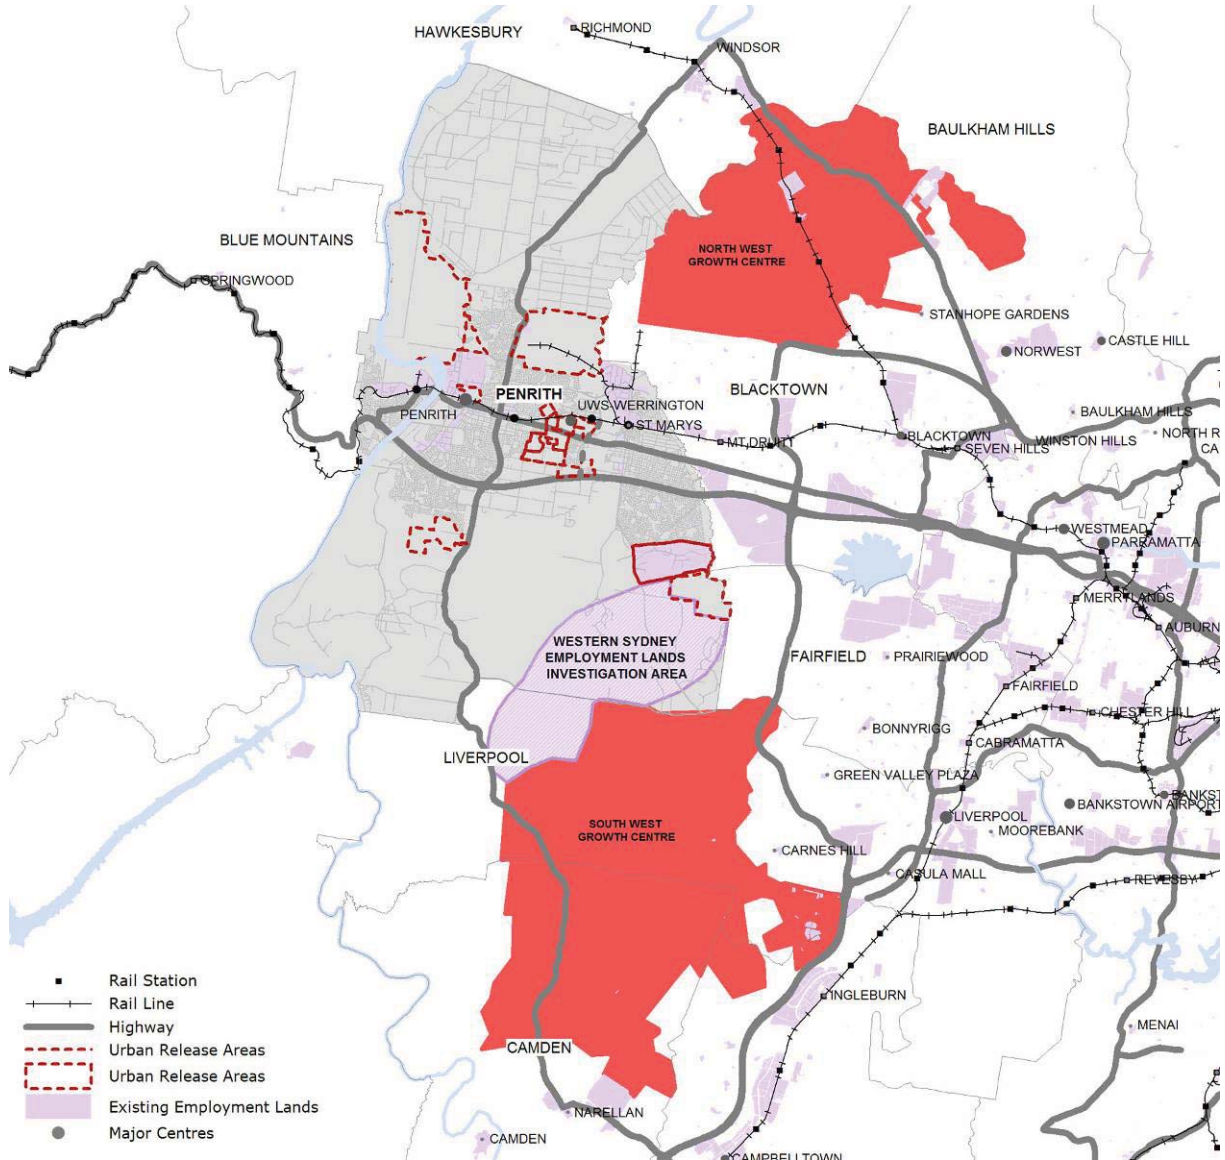 HAWKESBURY
RICHMOND
WINDSOR
BAULKHAM HILLS
BLUE MOUNTAINS
NORTH WEST
GROWTH CENTRE
SPRINGWOOD
STANHOPE GARDENS
NORWEST
CASTLE HILL
BLACKTOWN
PENRITH
UWS-WERRINGTON
PENRITH
ST MARYS
BAULKHAM HILLS
MT DRUITT
BLACKTOWN
WINSTON HILLS
NORTH R
SEVEN HILLS
CA
WESTMEAD
PARRAMATTA
MERRYLANDS
AUBURN
WESTERN SYDNEY
EMPLOYMENT LANDS
INVESTIGATION AREA
FAIRFIELD
PRAIRIEWOOD
FAIRFIELD
CHESTER HILL
BONNYRIGG
CABRAMATTA
LIVERPOOL
GREEN VALLEY PLAZA
BANKST
BANKSTOWN AIRPORT
SOUTH WEST
GROWTH CENTRE
LIVERPOOL
MOOREBANK
CARNES HILL
CASULA MALL
REVESBY
INGLEBURN
MENAI
CAMDEN
NARELLAN
CAMDEN
CAMPBELLTOWN
Rail Station
Rail Line
Highway
Urban Release Areas
Urban Release Areas
Existing Employment Lands
Major Centres